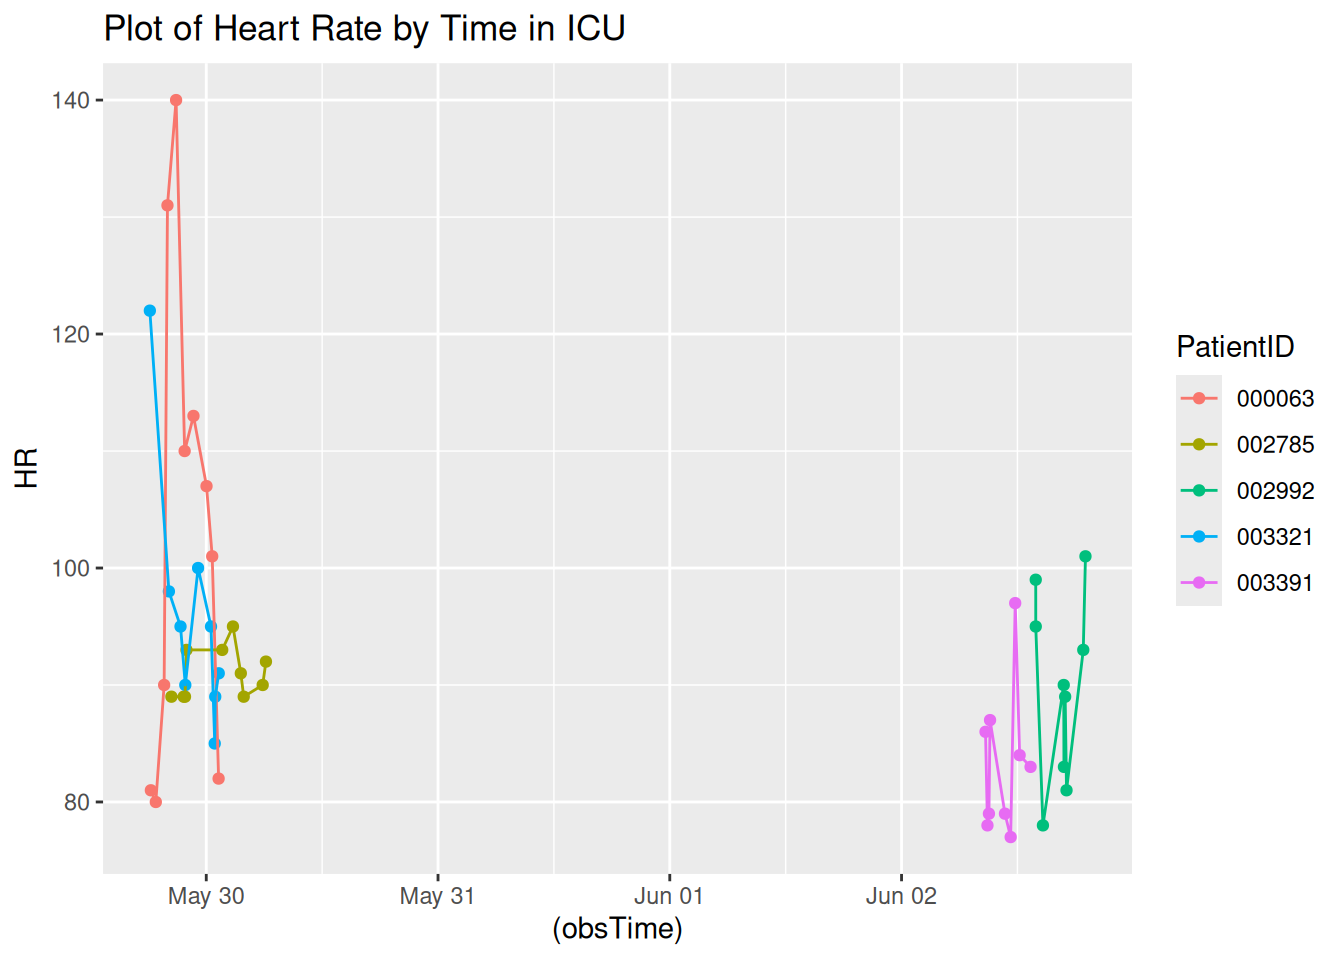 Plot of Heart Rate by Time in ICU
140
120
100
80
HR
May 30
May 31
Jun 01
Jun 02
(obsTime)
PatientID
000063
002785
002992
003321
003391